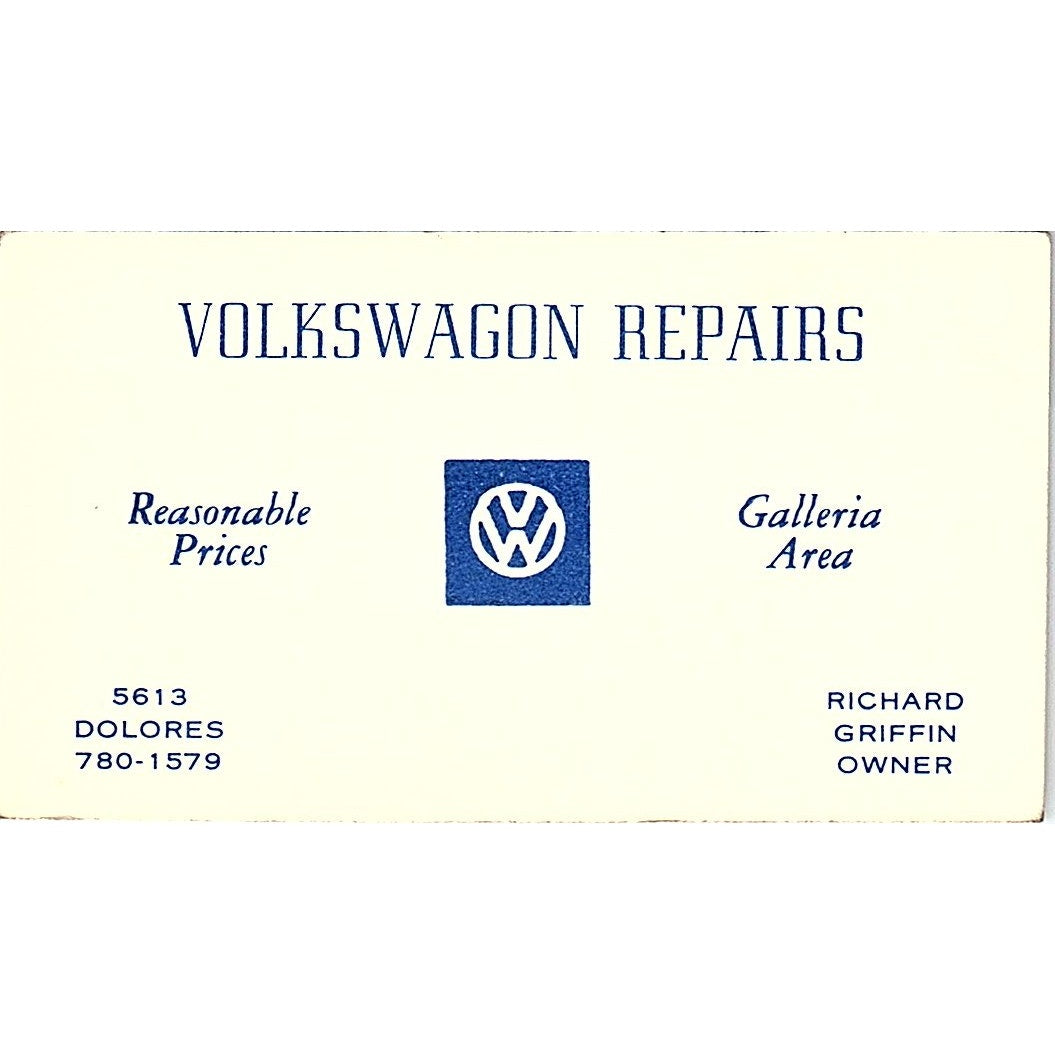 VOLKSWAGON REPAIRS
Reasonable
Prices
VW
Galleria
Area
5613
DOLORES
780-1579
RICHARD
GRIFFIN
OWNER